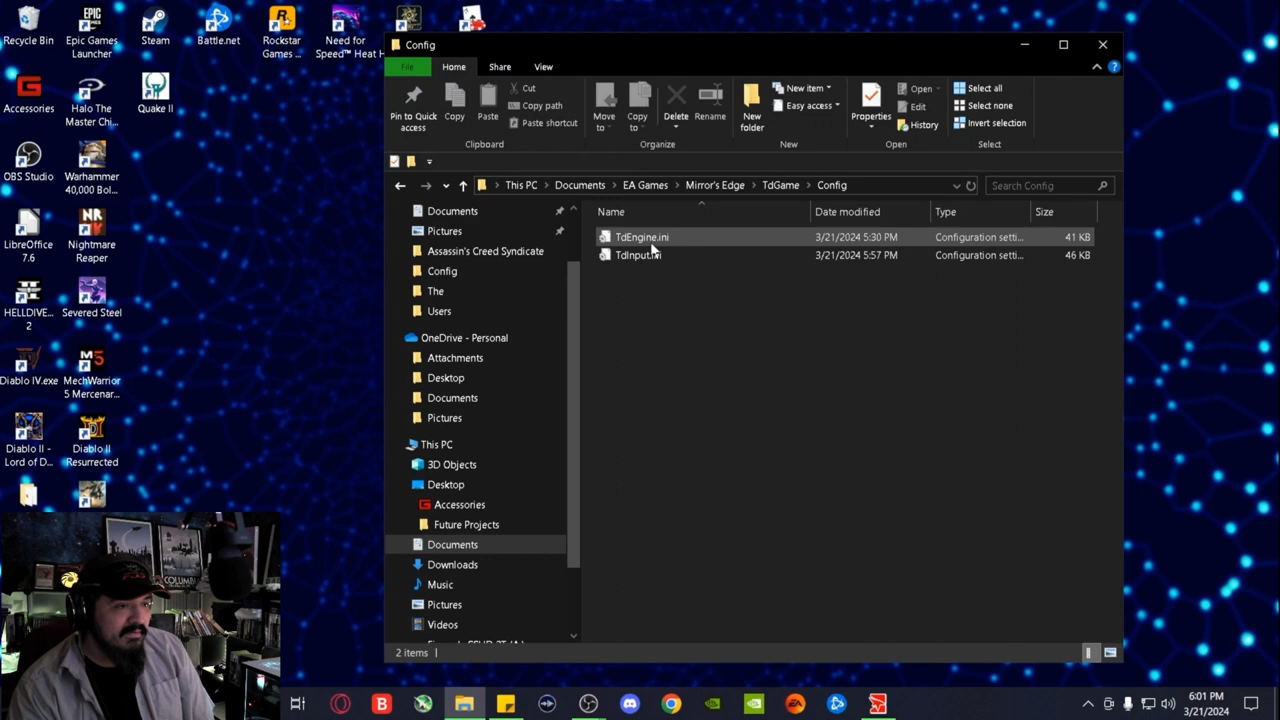 Recycle Bin
Epic Games
Launcher
Steam
Battle.net
Rockstar
Games ...
Need for
Speed™ Heat
Accessories
Halo The
Master Chi...
Quake II
OBS Studio
Warhammer
40,000 Bol...
LibreOffice
7.6
Nightmare
Reaper
HELLDIVE...
2
Severed Steel
Diablo IV.exe
MechWarrior
5 Mercenar...
Diablo II -
Lord of D...
Diablo II
Resurrected
Config
File
Home
Share
View
Pin to Quick
access
Copy
Paste
Cut
Copy path
Paste shortcut
Clipboard
Move
to
Copy
to
Delete
Rename
Organize
New
folder
New item
Easy access
New
Properties
Open
Edit
History
Open
Select all
Select none
Invert selection
Select
This PC
Documents
EA Games
Mirror's Edge
TdGame
Config
Search Config
Name
Date modified
Type
Size
TdEngine.ini
3/21/2024 5:30 PM
Configuration setti...
41 KB
TdInput.ini
3/21/2024 5:57 PM
Configuration setti...
46 KB
Documents
Pictures
Assassin's Creed Syndicate
Config
The
Users
OneDrive - Personal
Attachments
Desktop
Documents
Pictures
This PC
3D Objects
Desktop
Accessories
Future Projects
Documents
Downloads
Music
Pictures
Videos
2 items
COLUMBIA
6:01 PM
3/21/2024